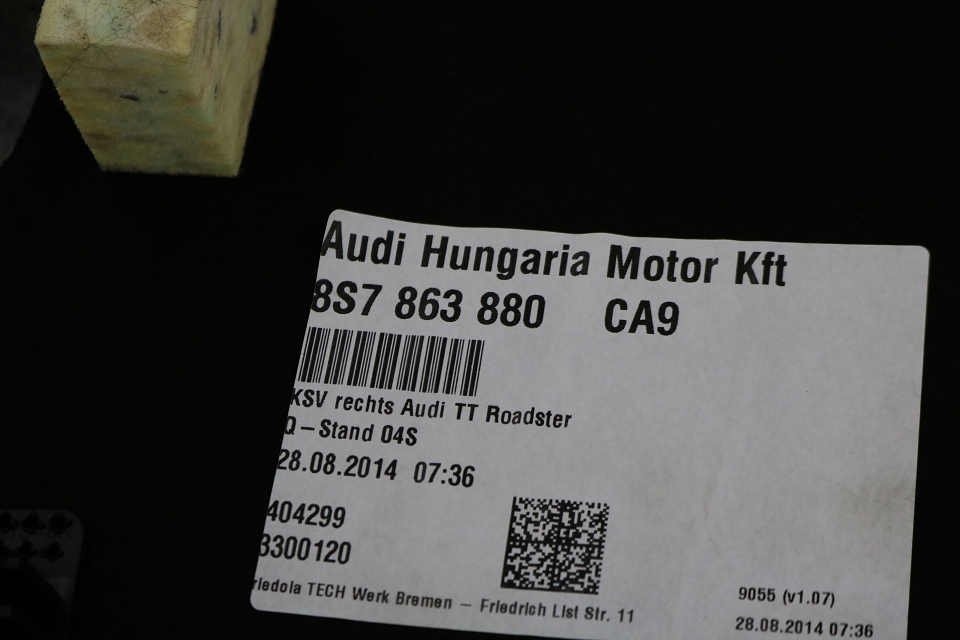 Audi Hungaria Motor Kft
8S7 863 880 CA9
KSV rechts Audi TT Roadster
Q – Stand 04S
28.08.2014 07:36
404299
3300120
riedola TECH Werk Bremen – Friedrich List Str. 11
9055 (v1.07)
28.08.2014 07:36